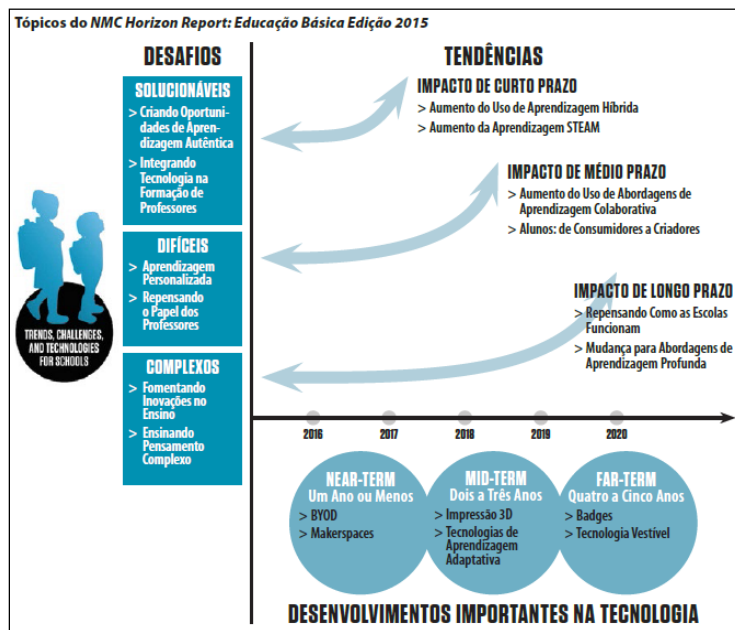 Tópicos do NMC Horizon Report: Educação Básica Edição 2015
DESAFIOS
SOLUCIONÁVEIS
> Criando Oportuni-
dades de Apren-
dizagem Autêntica
> Integrando
Tecnologia na
Formação de
Professores
DIFÍCEIS
> Aprendizagem
Personalizada
> Repensando
o Papel dos
Professores
COMPLEXOS
> Fomentando
Inovações no
Ensino
> Ensinando
Pensamento
Complexo
TRENDS, CHALLENGES,
AND TECHNOLOGIES
FOR SCHOOLS
TENDÊNCIAS
IMPACTO DE CURTO PRAZO
> Aumento do Uso de Aprendizagem Híbrida
> Aumento da Aprendizagem STEAM
IMPACTO DE MÉDIO PRAZO
> Aumento do Uso de Abordagens de
Aprendizagem Colaborativa
> Alunos: de Consumidores a Criadores
IMPACTO DE LONGO PRAZO
> Repensando Como as Escolas
Funcionam
> Mudança para Abordagens de
Aprendizagem Profunda
2016 2017 2018 2019 2020
NEAR-TERM
Um Ano ou Menos
> BYOD
> Makerspaces
MID-TERM
Dois a Três Anos
> Impressão 3D
> Tecnologias de
Aprendizagem
Adaptativa
FAR-TERM
Quatro a Cinco Anos
> Badges
> Tecnologia Vestível
DESENVOLVIMENTOS IMPORTANTES NA TECNOLOGIA